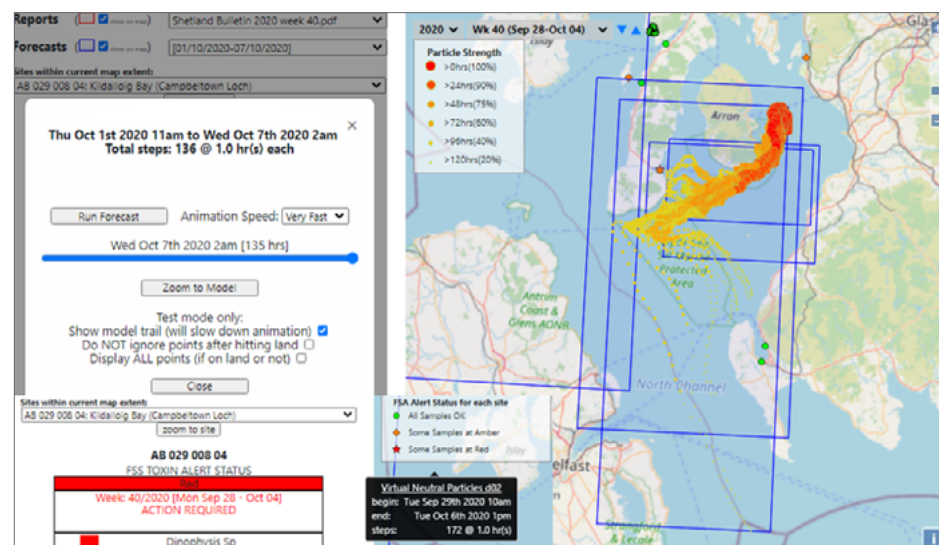 Reports
show on map)
Shetland Bulletin 2020 week 40.pdf
Forecasts
show on map)
[01/10/2020-07/10/2020]
Sites within current map extent:
AB 029 008 04: Kildalloig Bay (Campbeltown Loch)
×
Thu Oct 1st 2020 11am to Wed Oct 7th 2020 2am
Total steps: 136 @ 1.0 hr(s) each
Run Forecast
Animation Speed: Very Fast
Wed Oct 7th 2020 2am [135 hrs]
Zoom to Model
Test mode only:
Show model trail (will slow down animation)
Do NOT ignore points after hitting land
Display ALL points (if on land or not)
Close
Sites within current map extent:
AB 029 008 04: Kildalloig Bay (Campbeltown Loch)
zoom to site
AB 029 008 04
FSS TOXIN ALERT STATUS
Red
Week: 40/2020 [Mon Sep 28 - Oct 04]
ACTION REQUIRED
Dinophysis Sp
2020
Wk 40 (Sep 28-Oct 04)
Islay
Glas
Particle Strength
>0hrs(100%)
>24hrs(90%)
>48hrs(75%)
>72hrs(60%)
>96hrs(40%)
>120hrs(20%)
Arran
Protected
Area
Antrim
Coast &
Glens AONB
North Channel
FSA Alert Status for each site
All Samples OK
Some Samples at Amber
Some Samples at Red
Islay
elfast
Virtual Neutral Particles d02
begin: Tue Sep 29th 2020 10am
end: Tue Oct 6th 2020 1pm
steps: 172 @ 1.0 hr(s)
Strangford
& Lecale